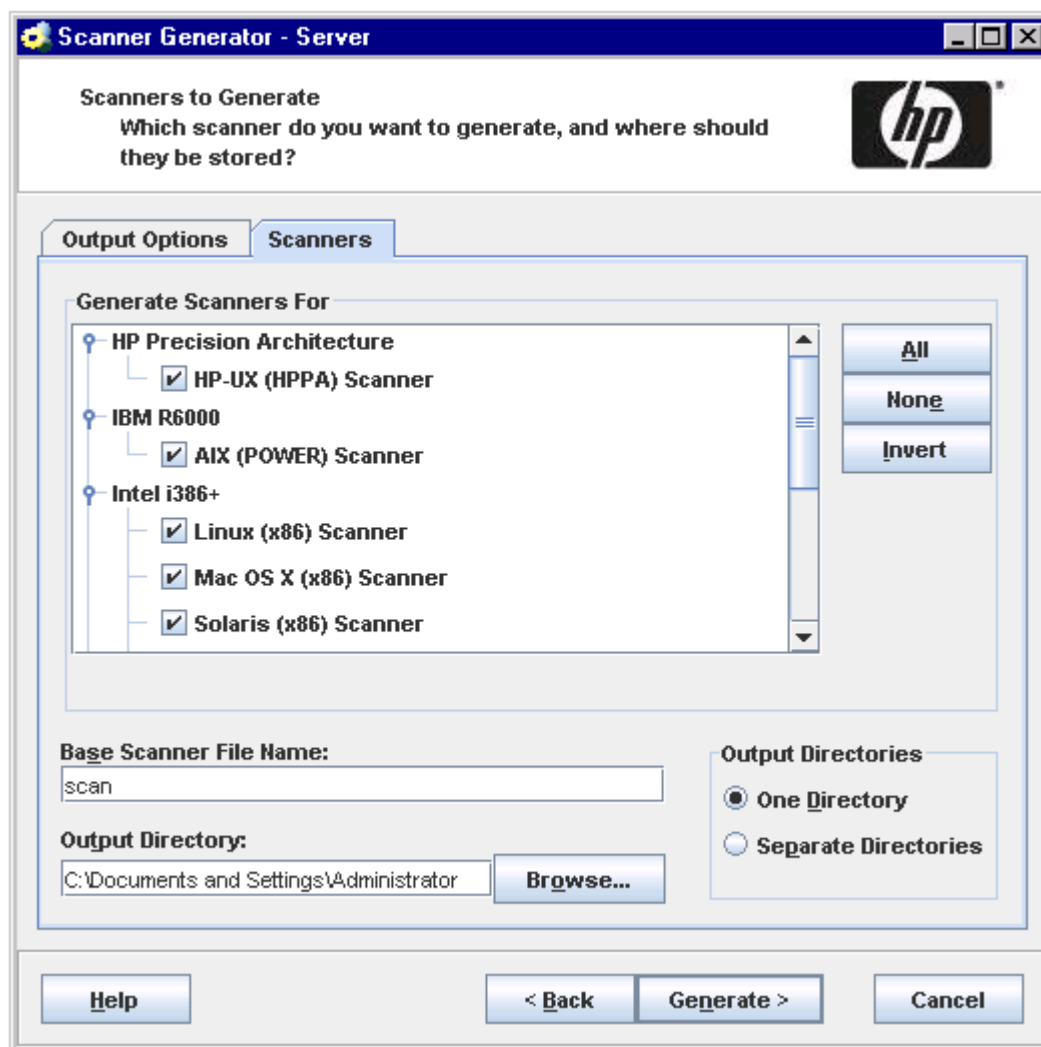 Scanner Generator - Server
Scanners to Generate
Which scanner do you want to generate, and where should
they be stored?
hp
Output Options
Scanners
Generate Scanners For
HP Precision Architecture
HP-UX (HPPA) Scanner
IBM R6000
AIX (POWER) Scanner
Intel i386+
Linux (x86) Scanner
Mac OS X (x86) Scanner
Solaris (x86) Scanner
All
None
Invert
Base Scanner File Name:
scan
Output Directory:
C:\Documents and Settings\Administrator
Browse...
Output Directories
One Directory
Separate Directories
Help
< Back
Generate >
Cancel